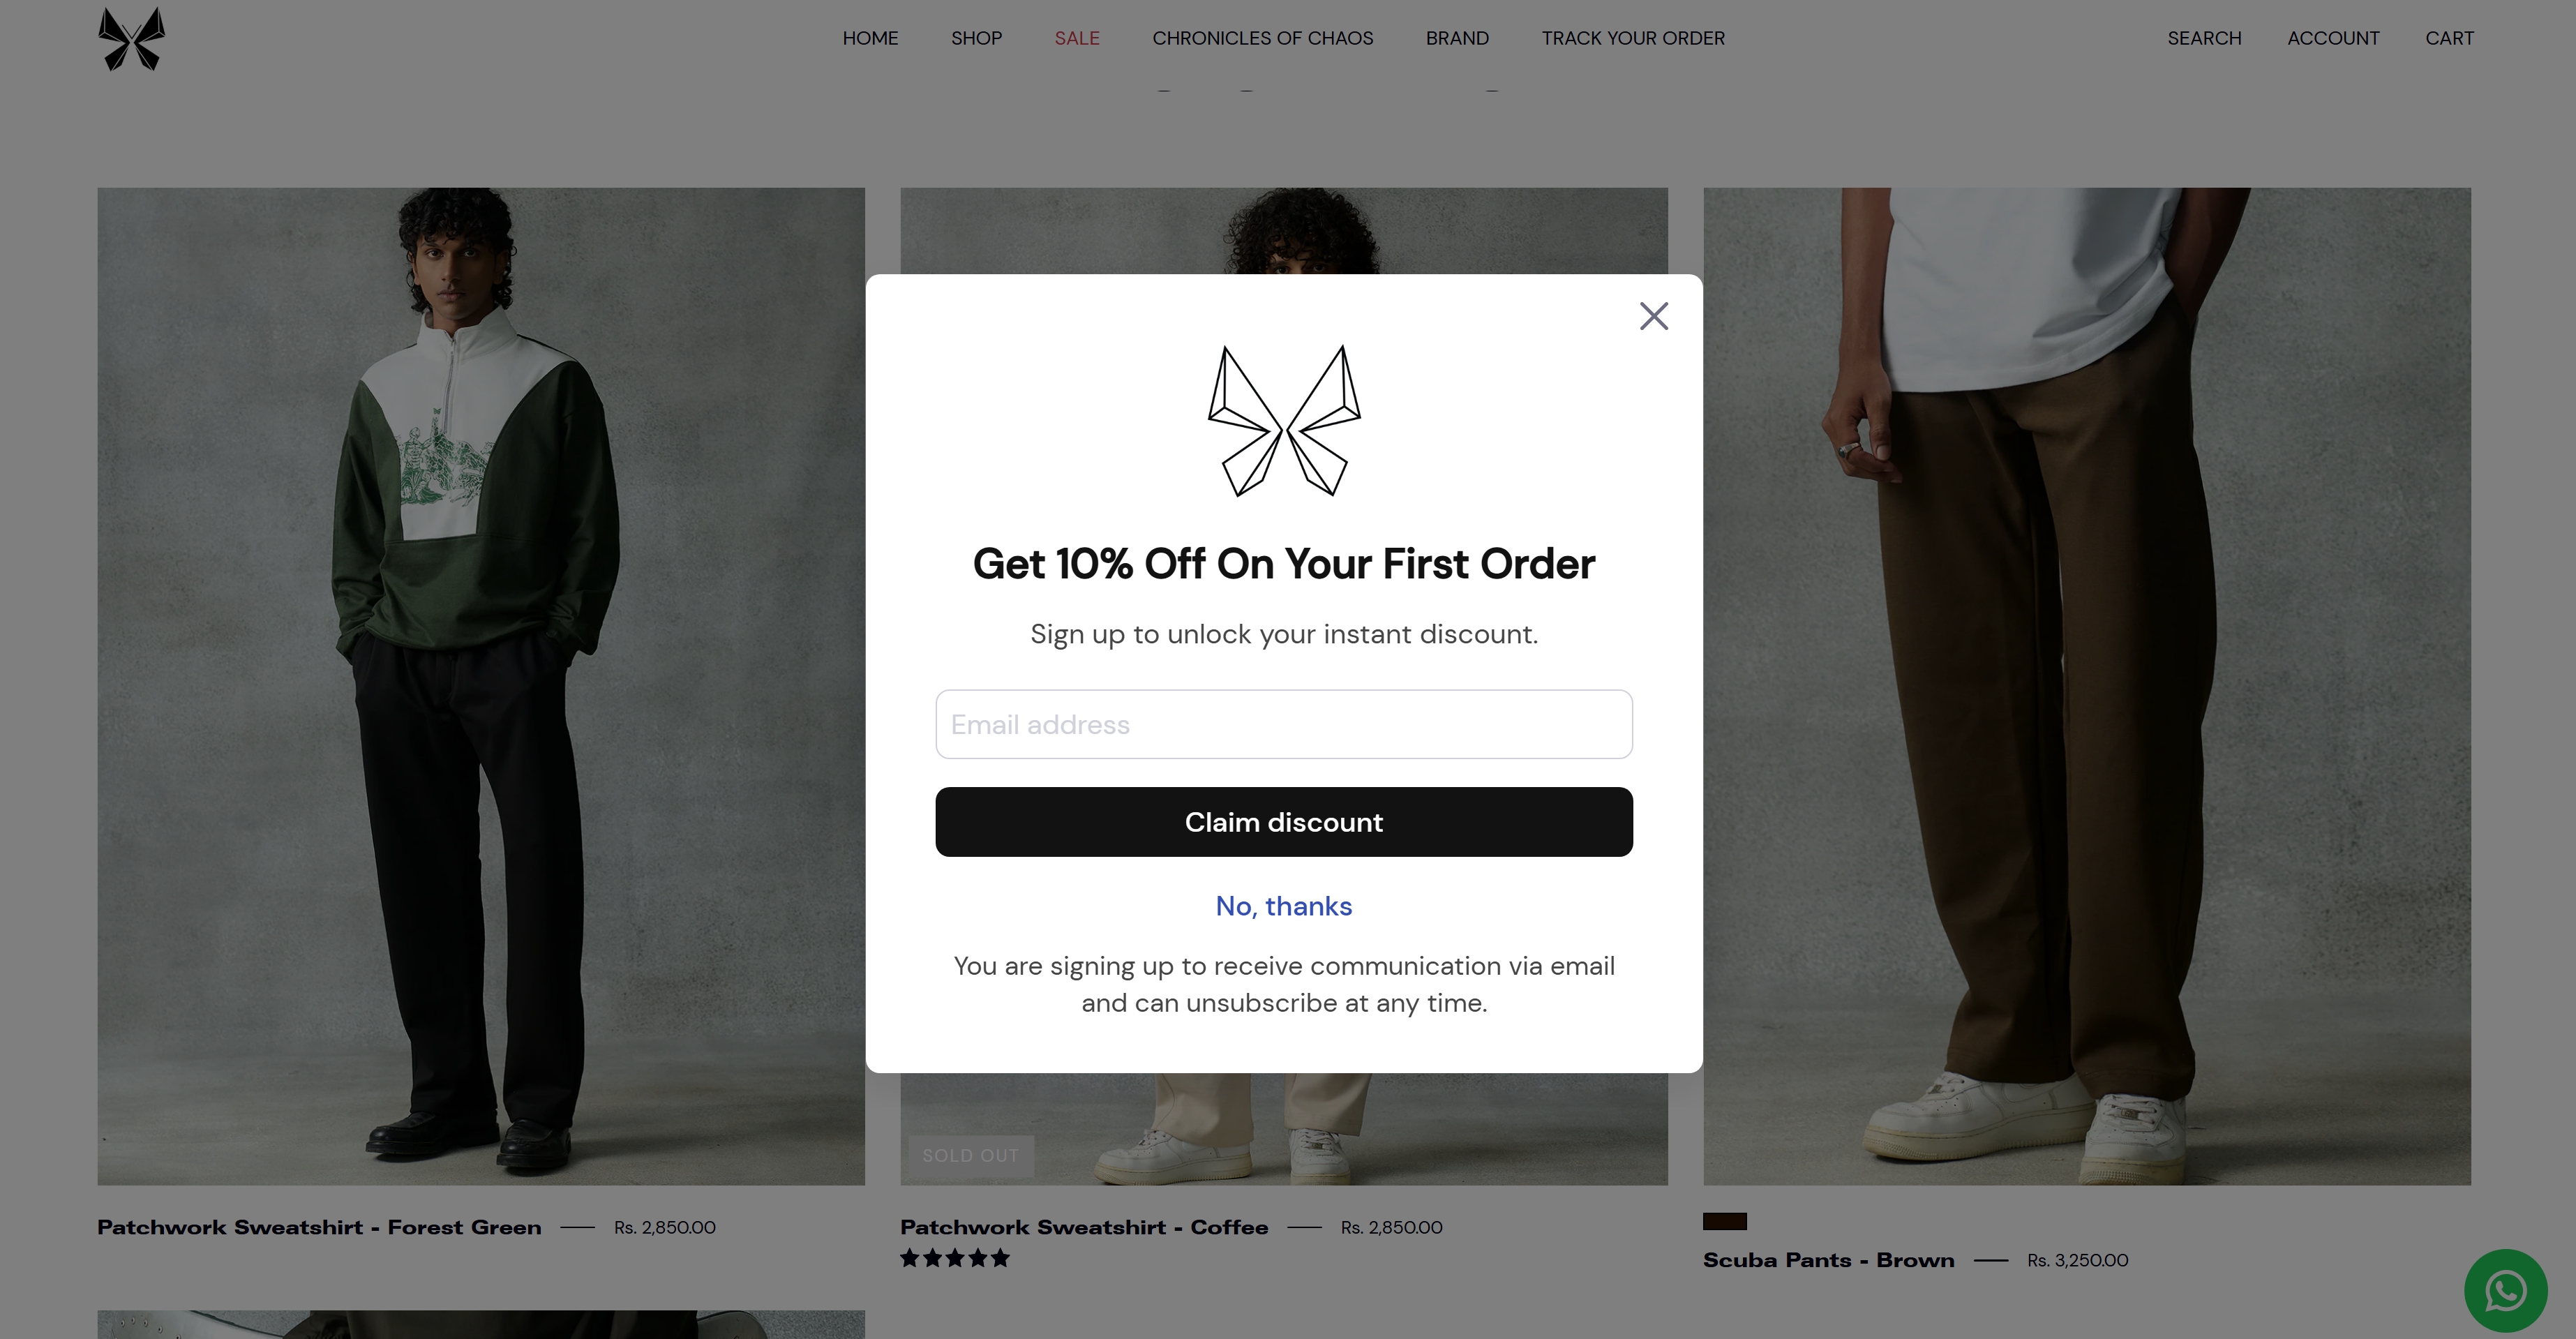 HOME SHOP SALE CHRONICLES OF CHAOS BRAND TRACK YOUR ORDER SEARCH ACCOUNT CART
Get 10% Off On Your First Order
Sign up to unlock your instant discount.
Email address
Claim discount
No, thanks
You are signing up to receive communication via email
and can unsubscribe at any time.
SOLD OUT
Patchwork Sweatshirt - Forest Green — Rs. 2,850.00
Patchwork Sweatshirt - Coffee — Rs. 2,850.00
Scuba Pants - Brown — Rs. 3,250.00